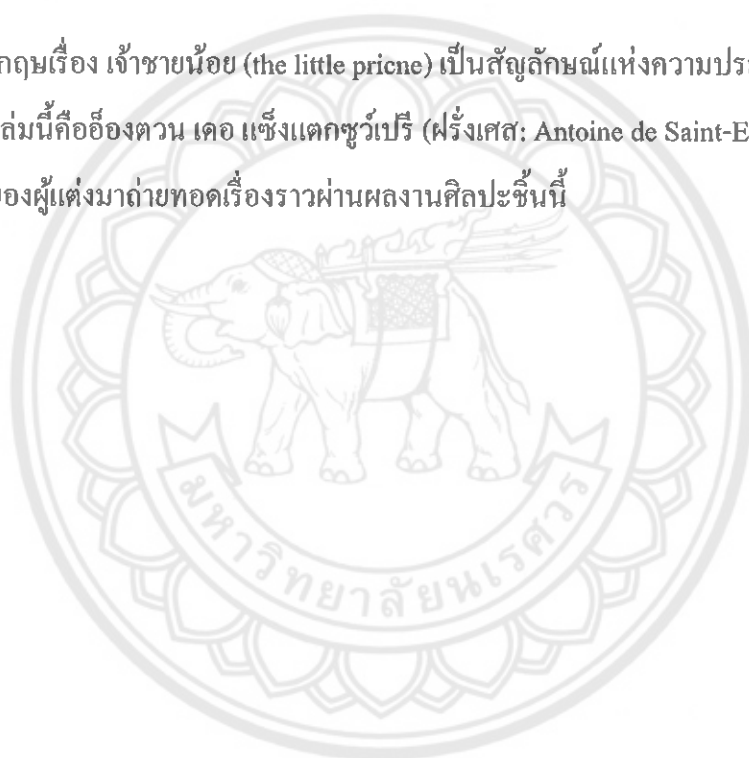 กฤษเรื่อง เจ้าชายน้อย (the little pricne) เป็นสัญลักษณ์แห่งความประ
ล่มนี้คืออ็องตวน เดอ แซ็งแตกซูว์เปรี (ฝรั่งเศส: Antoine de Saint-E
องผู้แต่งมาถ่ายทอดเรื่องราวผ่านผลงานศิลปะชิ้นนี้
มหาวิทยาลัยนเรศวร